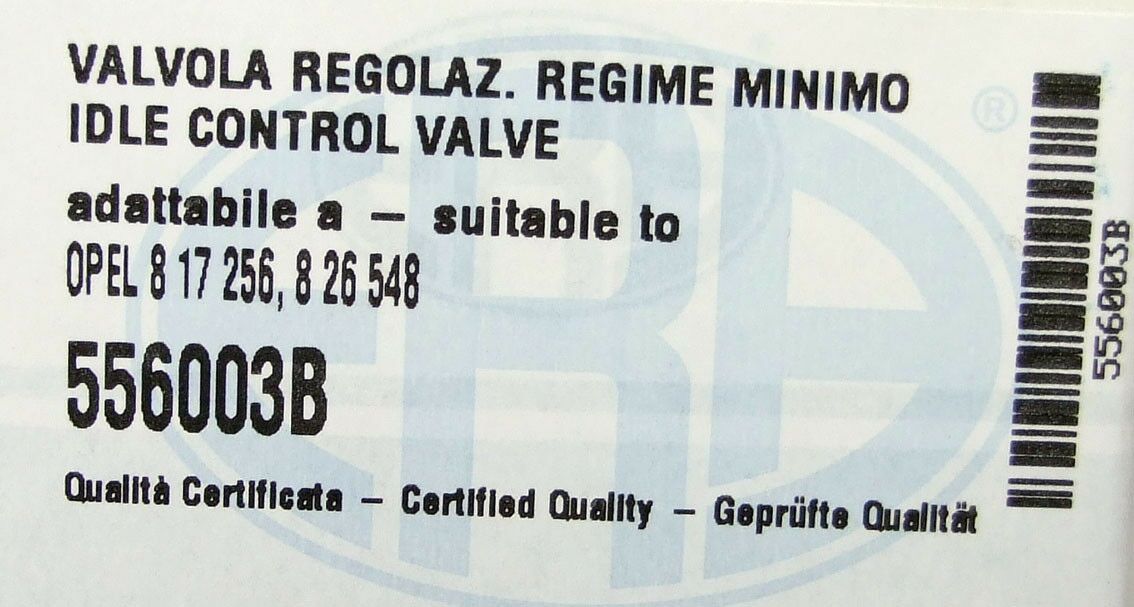 VALVOLA REGOLAZ. REGIME MINIMO
IDLE CONTROL VALVE
adattabile a – suitable to
OPEL 8 17 256, 8 26 548
556003B
Qualità Certificata – Certified Quality – Geprüfte Qualität
556003B
ERA
®